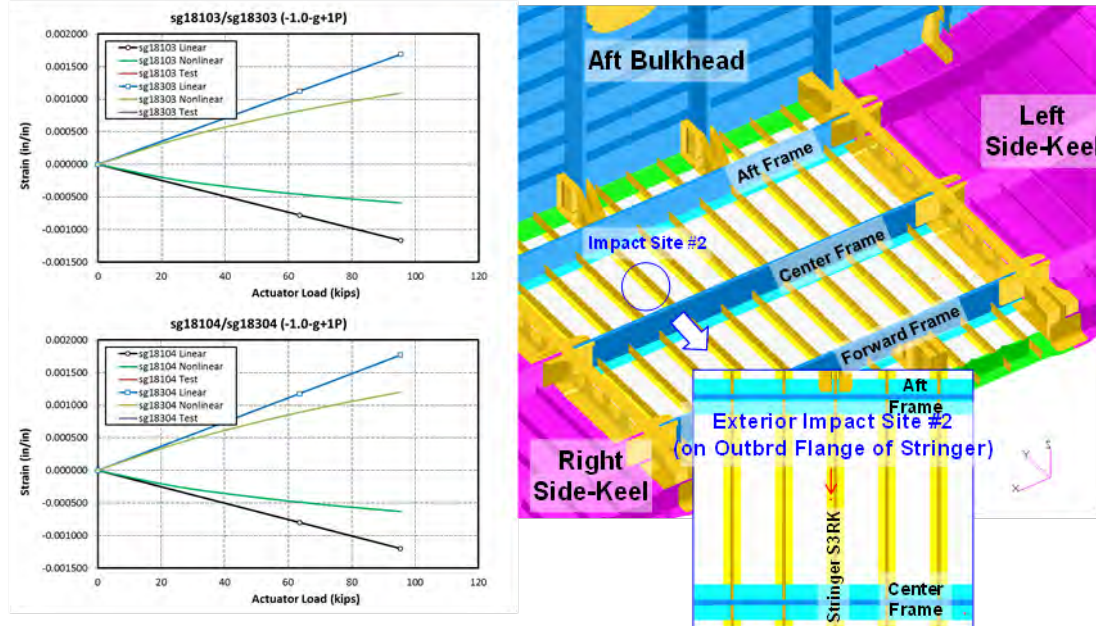 sg18103/sg18303 (-1.0-g+1P)
0.002000
0.001500
0.001000
0.000500
0.000000
-0.000500
-0.001000
-0.001500
Strain (in/in)
sg18103 Linear
sg18103 Nonlinear
sg18103 Test
sg18303 Linear
sg18303 Nonlinear
sg18303 Test
0 20 40 60 80 100 120
Actuator Load (kips)
sg18104/sg18304 (-1.0-g+1P)
0.002000
0.001500
0.001000
0.000500
0.000000
-0.000500
-0.001000
-0.001500
Strain (in/in)
sg18104 Linear
sg18104 Nonlinear
sg18104 Test
sg18304 Linear
sg18304 Nonlinear
sg18304 Test
0 20 40 60 80 100 120
Actuator Load (kips)
Aft Bulkhead
Left
Side-Keel
Aft Frame
Impact Site #2
Center Frame
Forward Frame
Right
Side-Keel
Aft
Frame
Exterior Impact Site #2
(on Outbrd Flange of Stringer)
Stringer S3RK
Center
Frame
Y
X